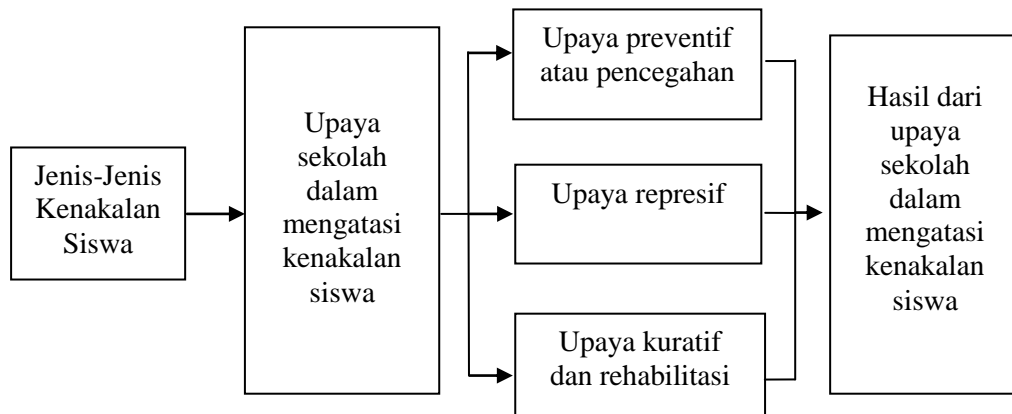 Jenis-Jenis
Kenakalan
Siswa
Upaya
sekolah
dalam
mengatasi
kenakalan
siswa
Upaya preventif
atau pencegahan
Upaya represif
Upaya kuratif
dan rehabilitasi
Hasil dari
upaya
sekolah
dalam
mengatasi
kenakalan
siswa